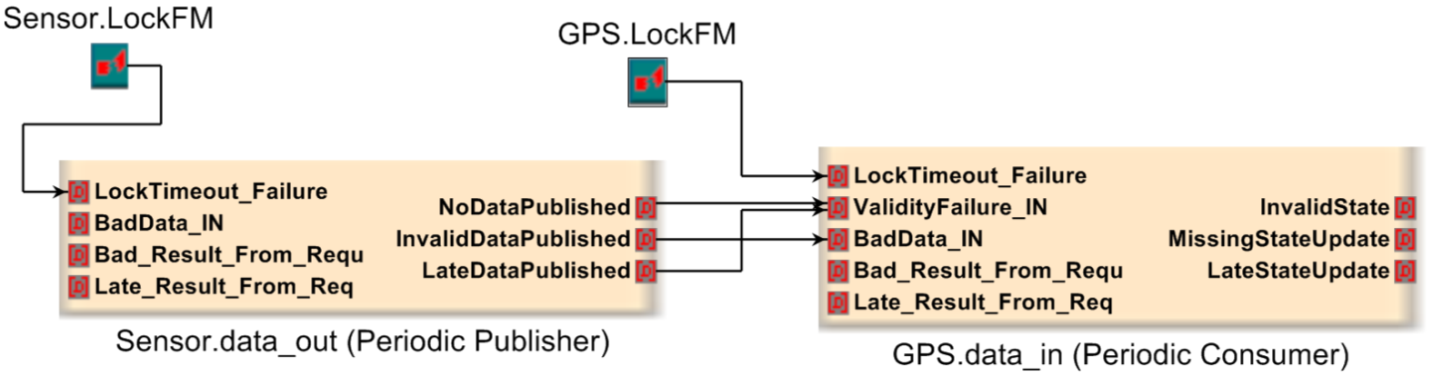 Sensor.LockFM
GPS.LockFM
LockTimeout_Failure
BadData_IN
Bad_Result_From_Requ
Late_Result_From_Req
NoDataPublished
InvalidDataPublished
LateDataPublished
Sensor.data_out (Periodic Publisher)
LockTimeout_Failure
ValidityFailure_IN
BadData_IN
Bad_Result_From_Requ
Late_Result_From_Req
InvalidState
MissingStateUpdate
LateStateUpdate
GPS.data_in (Periodic Consumer)